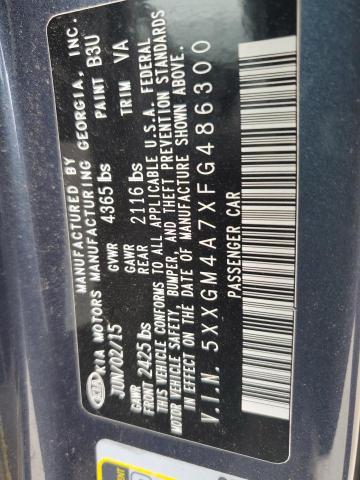 MANUFACTURED BY
KIA KIA MOTORS MANUFACTURING GEORGIA, INC.
JUN/02/15 GVWR 4365 lbs PAINT B3U
GAWR FRONT 2425 lbs GAWR REAR 2116 lbs TRIM VA
THIS VEHICLE CONFORMS TO ALL APPLICABLE U.S.A. FEDERAL
MOTOR VEHICLE SAFETY, BUMPER, AND THEFT PREVENTION STANDARDS
IN EFFECT ON THE DATE OF MANUFACTURE SHOWN ABOVE.
V.I.N. 5XXGM4A7XFG486300
PASSENGER CAR